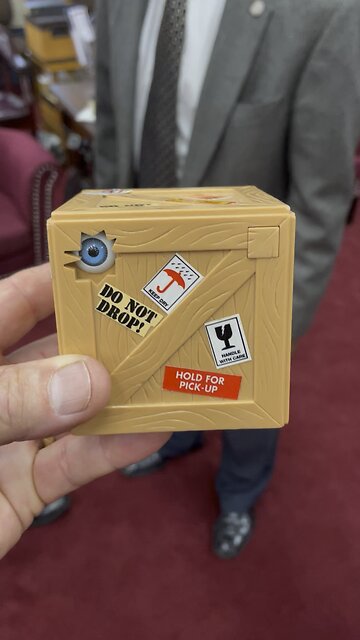 KEEP DRY
DO NOT
DROP!
HANDLE
WITH CARE
HOLD FOR
PICK-UP